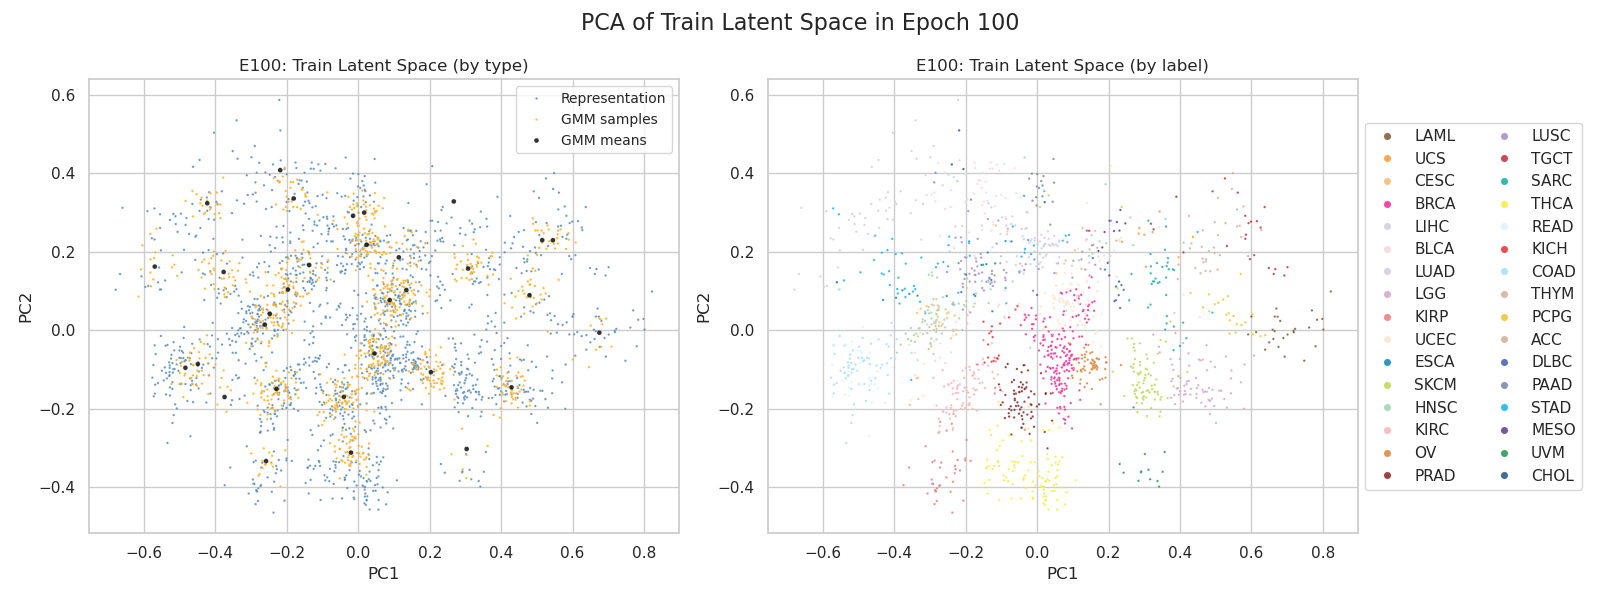 PCA of Train Latent Space in Epoch 100
E100: Train Latent Space (by type)
Representation
GMM samples
GMM means
PC2
0.6
0.4
0.2
0.0
−0.2
−0.4
−0.6
−0.4
−0.2
0.0
0.2
0.4
0.6
0.8
PC1
E100: Train Latent Space (by label)
PC2
0.6
0.4
0.2
0.0
−0.2
−0.4
−0.6
−0.4
−0.2
0.0
0.2
0.4
0.6
0.8
PC1
LAML
UCS
CESC
BRCA
LIHC
BLCA
LUAD
LGG
KIRP
UCEC
ESCA
SKCM
HNSC
KIRC
OV
PRAD
LUSC
TGCT
SARC
THCA
READ
KICH
COAD
THYM
PCPG
ACC
DLBC
PAAD
STAD
MESO
UVM
CHOL